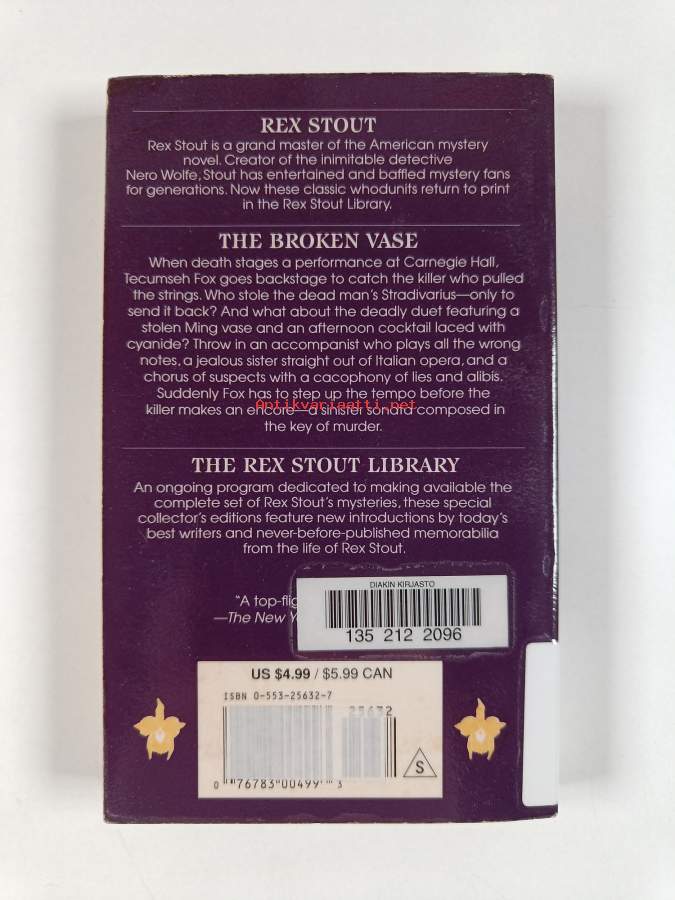 REX STOUT
Rex Stout is a grand master of the American mystery
novel. Creator of the inimitable detective
Nero Wolfe, Stout has entertained and baffled mystery fans
for generations. Now these classic whodunits return to print
in the Rex Stout Library.
THE BROKEN VASE
When death stages a performance at Carnegie Hall,
Tecumseh Fox goes backstage to catch the killer who pulled
the strings. Who stole the dead man's Stradivarius—only to
send it back? And what about the deadly duet featuring a
stolen Ming vase and an afternoon cocktail laced with
cyanide? Throw in an accompanist who plays all the wrong
notes, a jealous sister straight out of Italian opera, and a
chorus of suspects with a cacophony of lies and alibis.
Suddenly Fox has to step up the tempo before the
killer makes an encore—a sinister sonata composed in
the key of murder.
Antikvariaatti.net
THE REX STOUT LIBRARY
An ongoing program dedicated to making available the
complete set of Rex Stout's mysteries, these special
collector's editions feature new introductions by today's
best writers and never-before-published memorabilia
from the life of Rex Stout.
"A top-flig
—The New Y
DIAKIN KIRJASTO
135 212 2096
US $4.99 / $5.99 CAN
ISBN 0-553-25632-7
25632
S
0 76783 00499 3